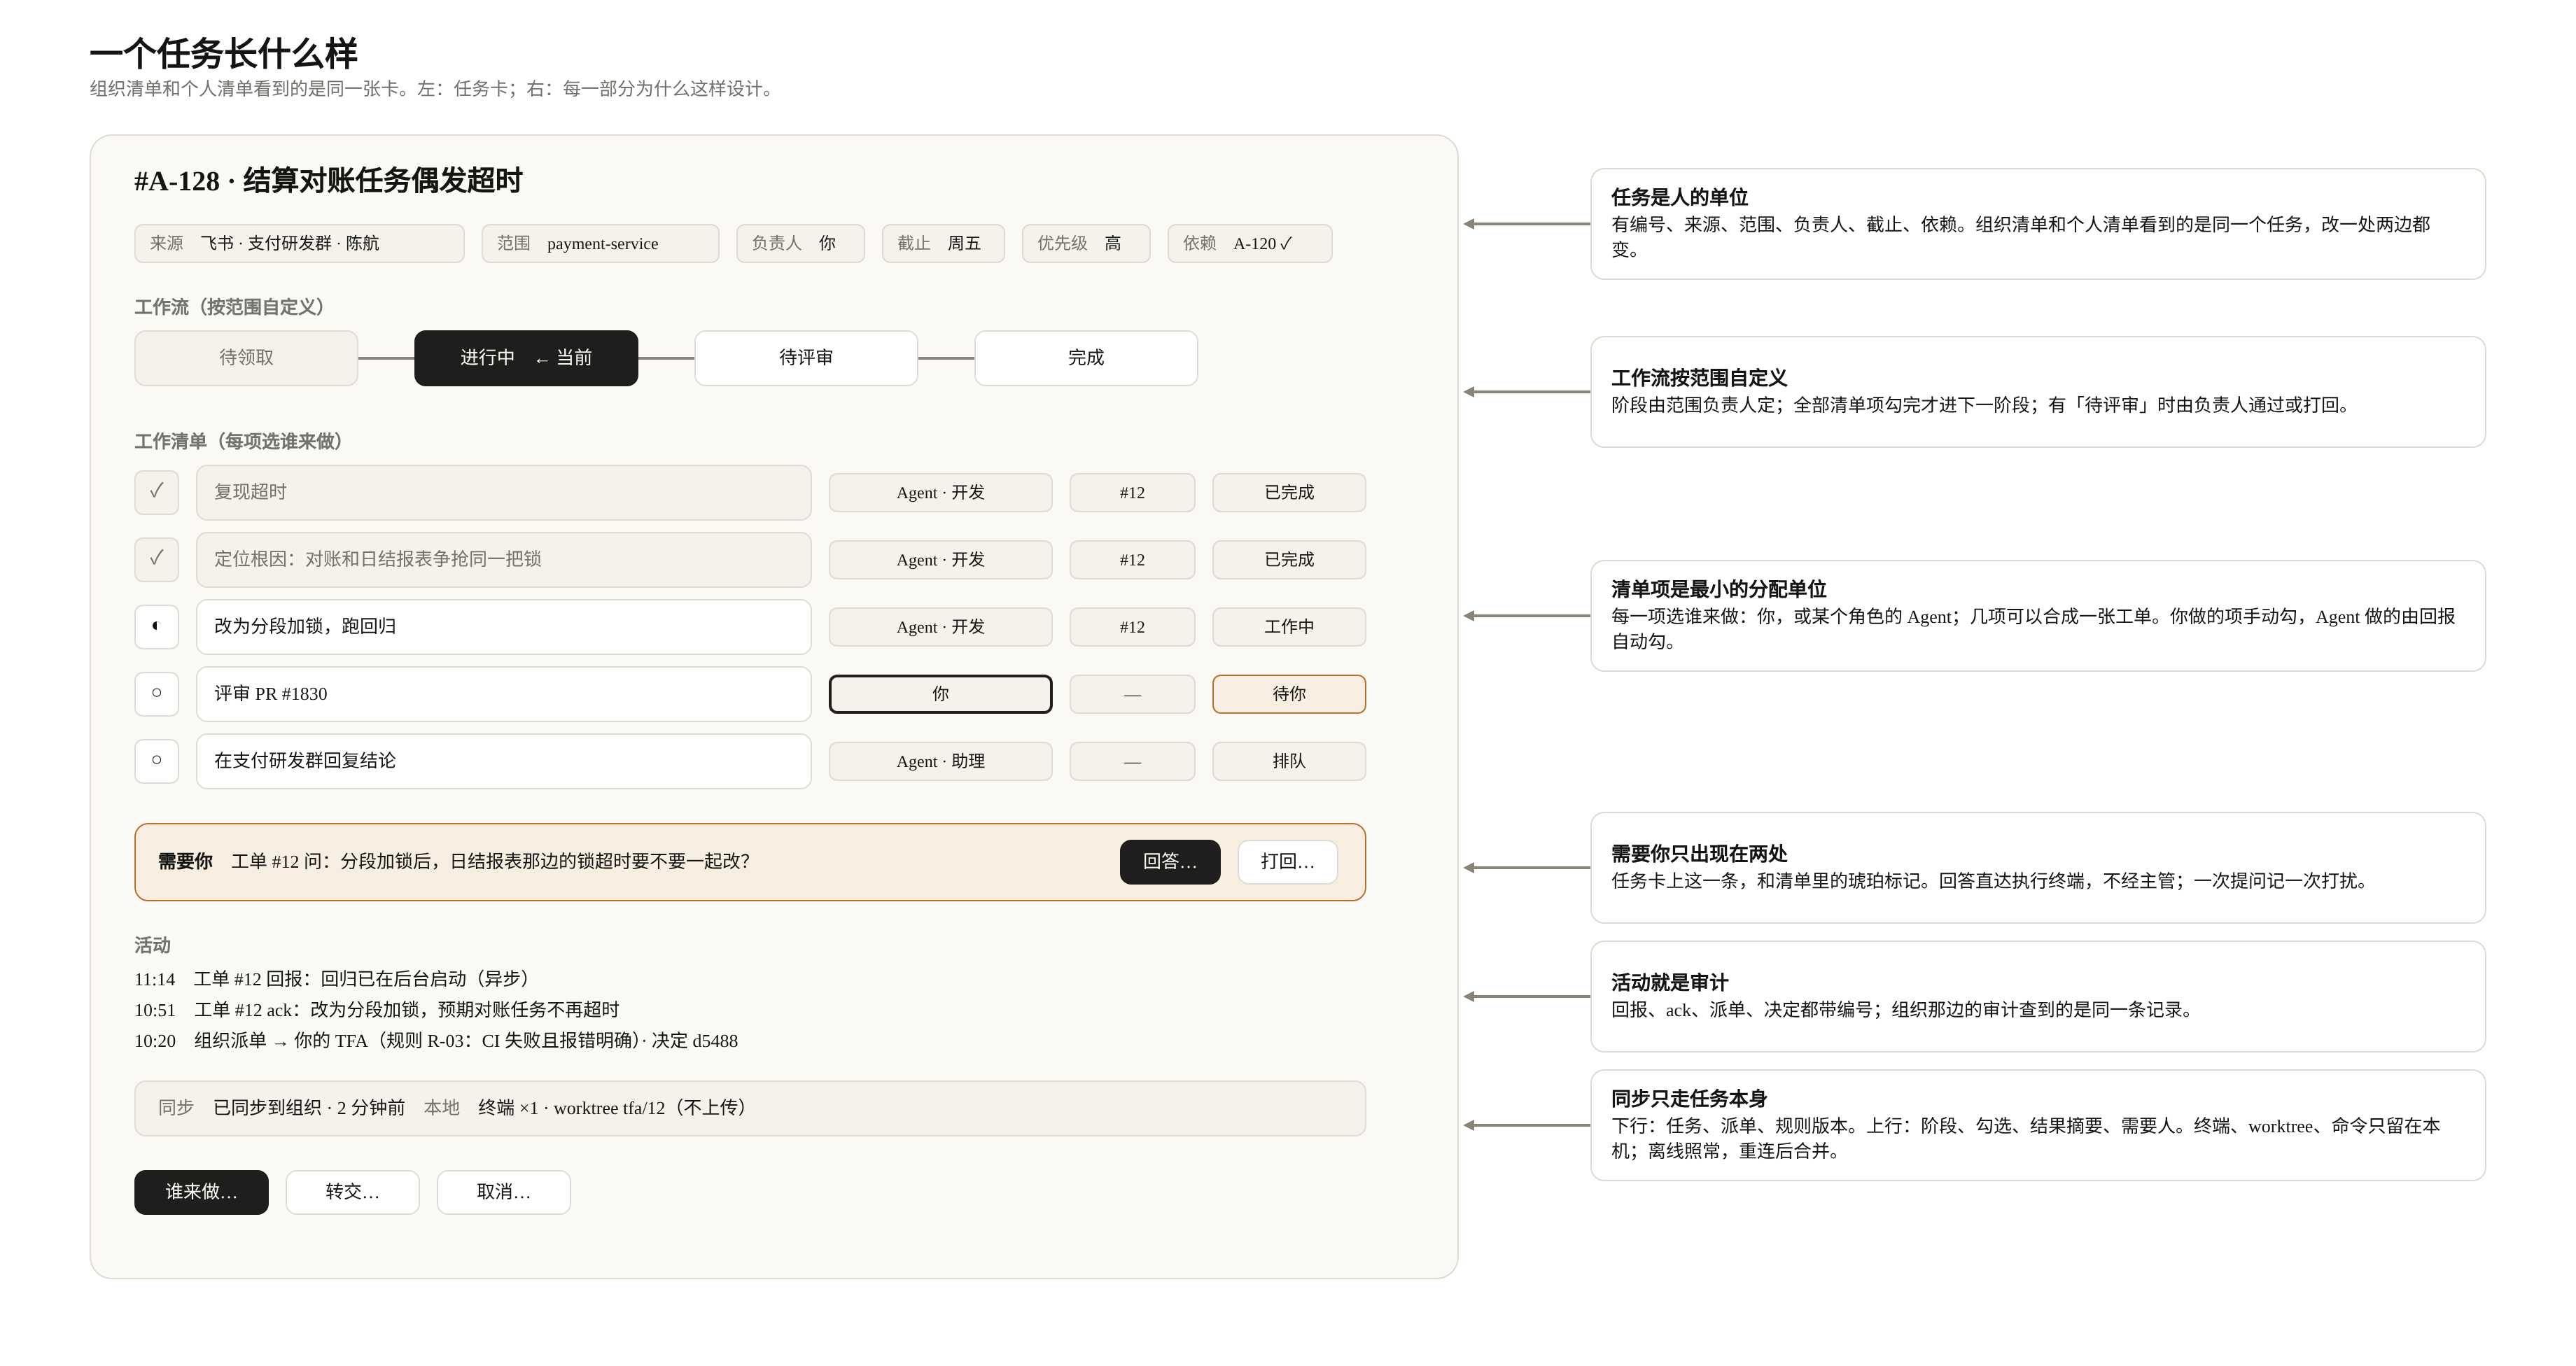 一个任务长什么样
组织清单和个人清单看到的是同一张卡。左：任务卡；右：每一部分为什么这样设计。
#A-128 · 结算对账任务偶发超时
来源 飞书 · 支付研发群 · 陈航
范围 payment-service
负责人 你
截止 周五
优先级 高
依赖 A-120 ✓
工作流（按范围自定义）
待领取
进行中 ← 当前
待评审
完成
工作清单（每项选谁来做）
✓ 复现超时 Agent · 开发 #12 已完成
✓ 定位根因：对账和日结报表争抢同一把锁 Agent · 开发 #12 已完成
◐ 改为分段加锁，跑回归 Agent · 开发 #12 工作中
○ 评审 PR #1830 你 — 待你
○ 在支付研发群回复结论 Agent · 助理 — 排队
需要你 工单 #12 问：分段加锁后，日结报表那边的锁超时要不要一起改？ 回答… 打回…
活动
11:14 工单 #12 回报：回归已在后台启动（异步）
10:51 工单 #12 ack：改为分段加锁，预期对账任务不再超时
10:20 组织派单 → 你的 TFA（规则 R-03：CI 失败且报错明确）· 决定 d5488
同步 已同步到组织 · 2 分钟前 本地 终端 ×1 · worktree tfa/12（不上传）
谁来做… 转交… 取消…
任务是人的单位
有编号、来源、范围、负责人、截止、依赖。组织清单和个人清单看到的是同一个任务，改一处两边都
变。
工作流按范围自定义
阶段由范围负责人定；全部清单项勾完才进下一阶段；有「待评审」时由负责人通过或打回。
清单项是最小的分配单位
每一项选谁来做：你，或某个角色的 Agent；几项可以合成一张工单。你做的项手动勾，Agent 做的由回报
自动勾。
需要你只出现在两处
任务卡上这一条，和清单里的琥珀标记。回答直达执行终端，不经主管；一次提问记一次打扰。
活动就是审计
回报、ack、派单、决定都带编号；组织那边的审计查到的是同一条记录。
同步只走任务本身
下行：任务、派单、规则版本。上行：阶段、勾选、结果摘要、需要人。终端、worktree、命令只留在本
机；离线照常，重连后合并。